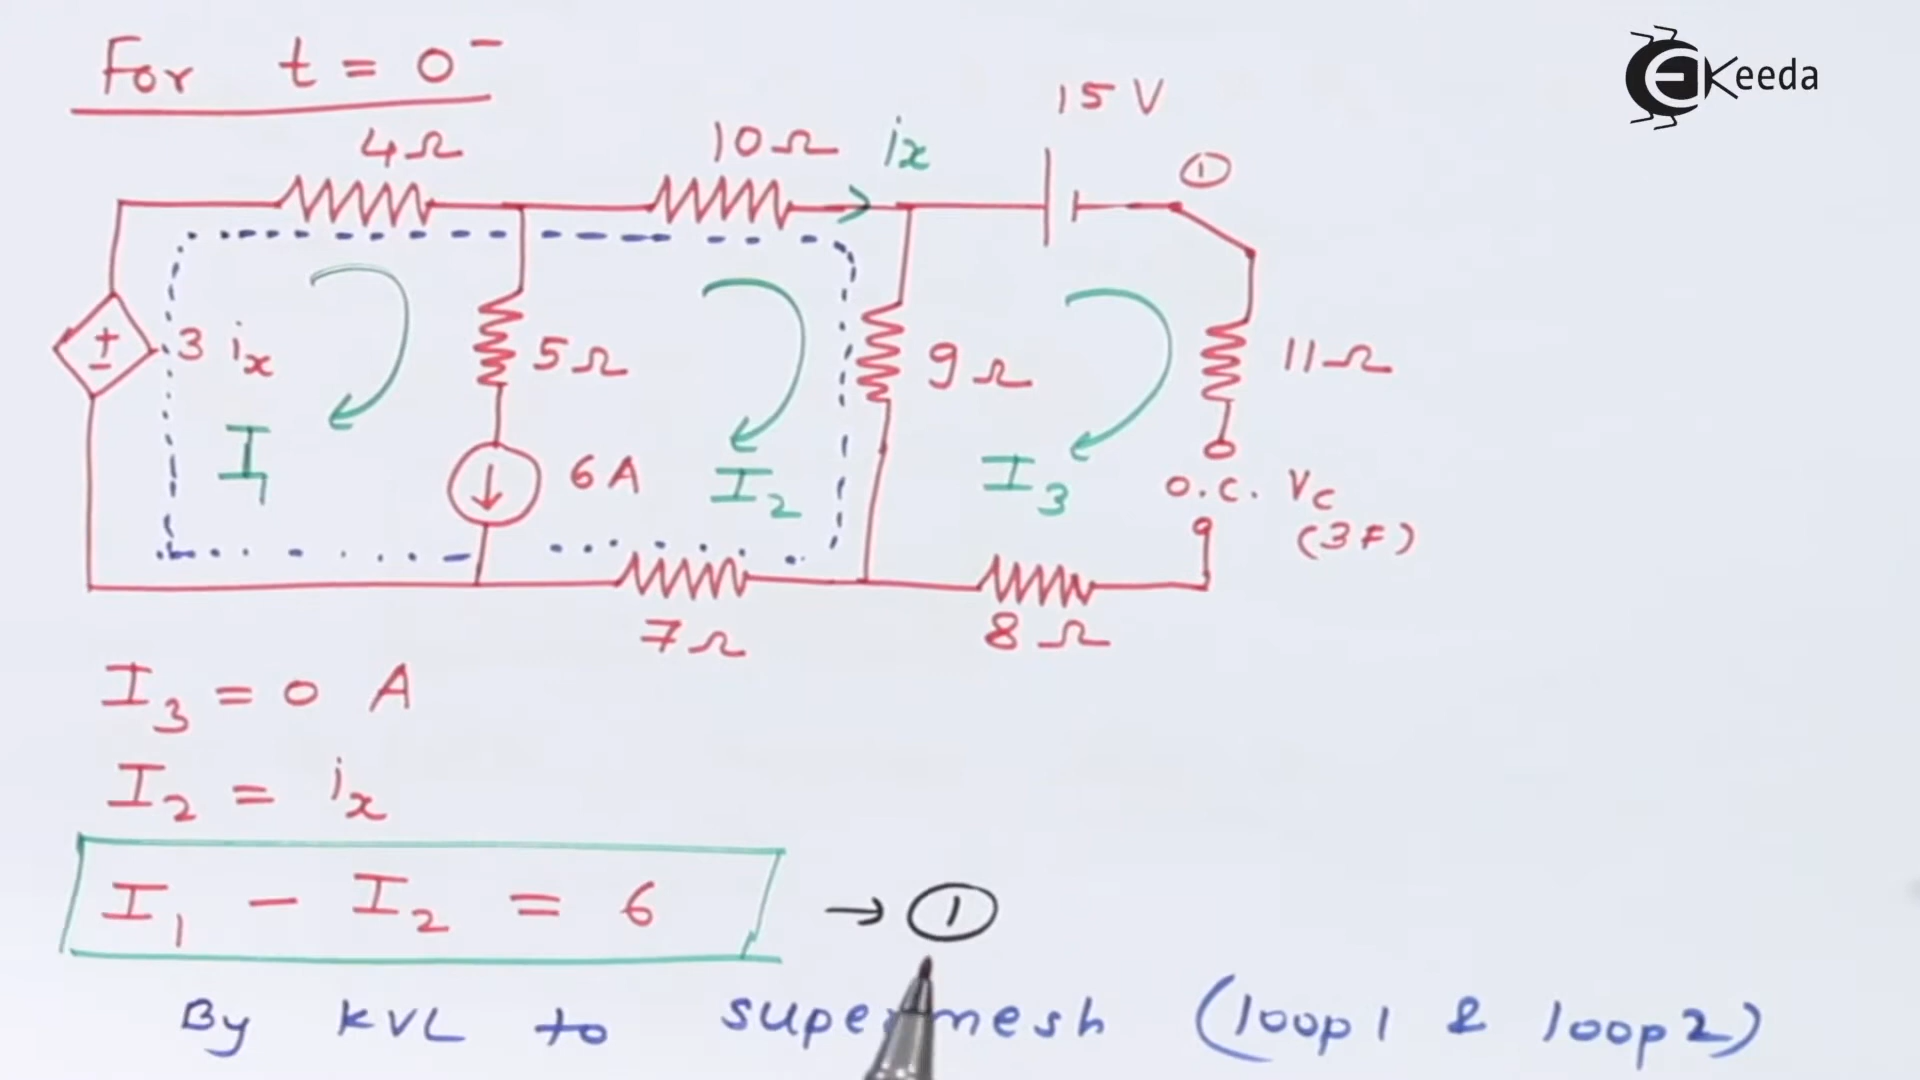 For t = 0⁻
EKeeda
15 V
4Ω
10Ω
ix
①
+
-
3 ix
5Ω
9Ω
11Ω
I1
6A
I2
I3
o.c. Vc
(3F)
7Ω
8Ω
I3 = 0 A
I2 = ix
I1 - I2 = 6 → ①
By KVL to supermesh (loop1 & loop2)